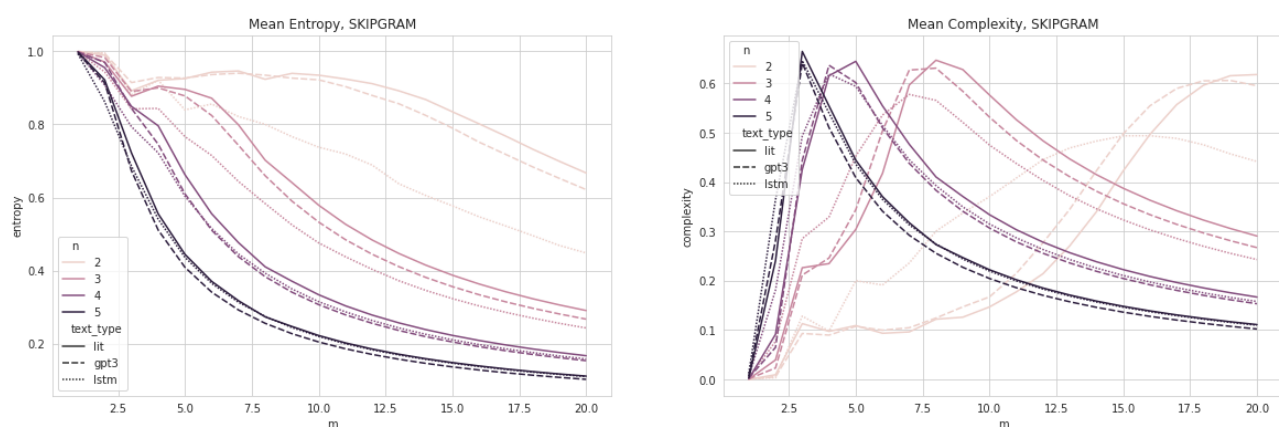 Mean Entropy, SKIPGRAM
1.0
0.8
0.6
0.4
0.2
entropy
n
2
3
4
5
text_type
lit
gpt3
lstm
2.5 5.0 7.5 10.0 12.5 15.0 17.5 20.0
m
Mean Complexity, SKIPGRAM
0.6
0.5
0.4
0.3
0.2
0.1
0.0
complexity
n
2
3
4
5
text_type
lit
gpt3
lstm
2.5 5.0 7.5 10.0 12.5 15.0 17.5 20.0
m